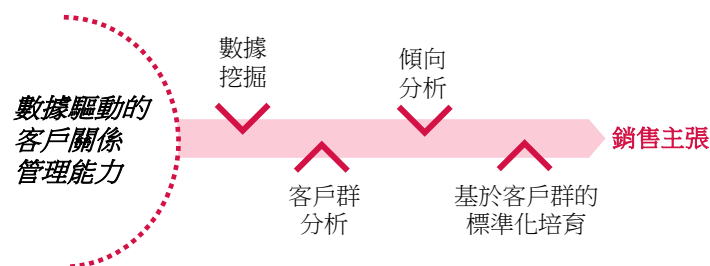 數據驅動的
客戶關係
管理能力
數據
挖掘
客戶群
分析
傾向
分析
基於客戶群的
標準化培育
銷售主張